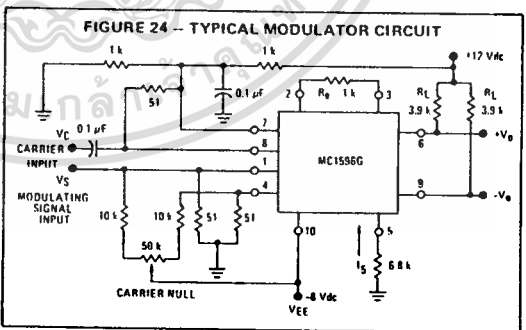 FIGURE 24 -- TYPICAL MODULATOR CIRCUIT
1 k
1 k
+12 Vdc
51
0.1 µF
2
Re
1 k
3
RL
3.9 k
RL
3.9 k
VC
0.1 µF
CARRIER
INPUT
7
8
6
+Vo
VS
MODULATING
SIGNAL
INPUT
1
4
MC1596G
9
-Vo
10 k
10 k
51
51
10
5
50 k
I5
6.8 k
CARRIER NULL
VEE
-8 Vdc